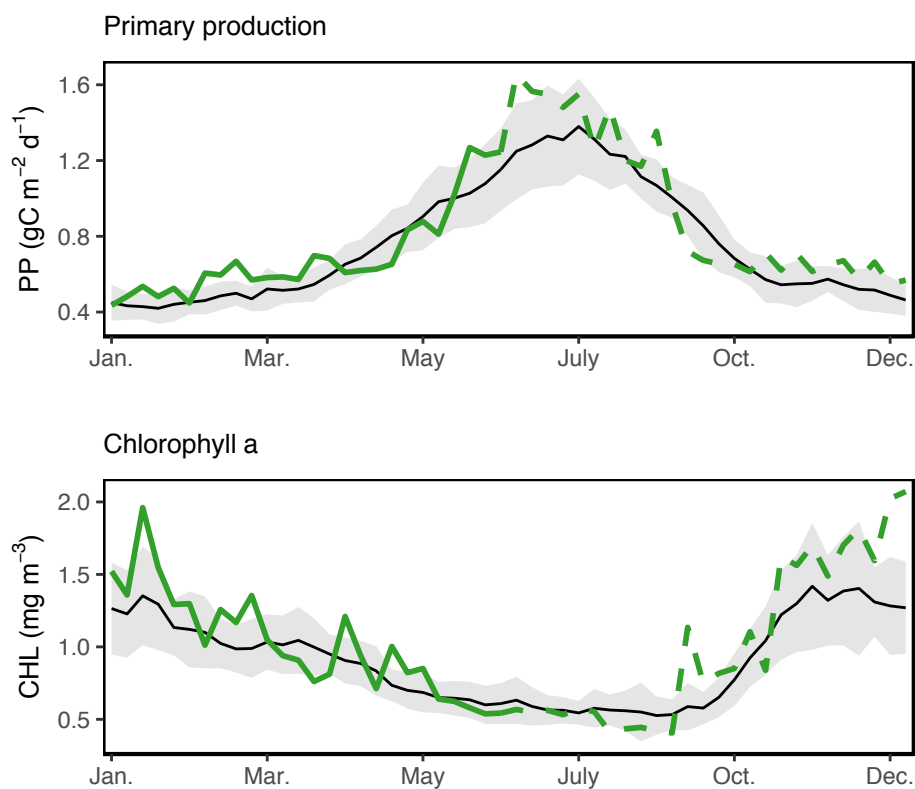 Primary production
PP (gC m⁻² d⁻¹)
1.6
1.2
0.8
0.4
Jan. Mar. May July Oct. Dec.
Chlorophyll a
CHL (mg m⁻³)
2.0
1.5
1.0
0.5
Jan. Mar. May July Oct. Dec.